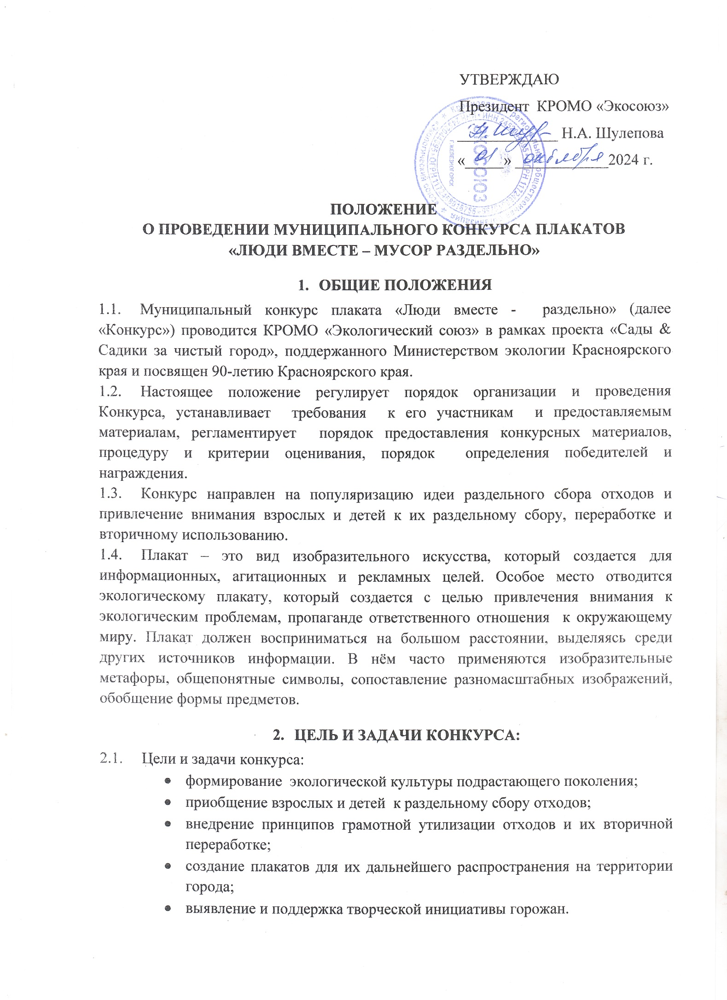 УТВЕРЖДАЮ
Президент КРОМО «Экосоюз»
Н.А. Шулепова
«01» октября 2024 г.
ЭКОСОЮЗ
Г. ЖЕЛЕЗНОГОРСК
ПОЛОЖЕНИЕ
О ПРОВЕДЕНИИ МУНИЦИПАЛЬНОГО КОНКУРСА ПЛАКАТОВ
«ЛЮДИ ВМЕСТЕ – МУСОР РАЗДЕЛЬНО»
1. ОБЩИЕ ПОЛОЖЕНИЯ
1.1. Муниципальный конкурс плаката «Люди вместе - раздельно» (далее
«Конкурс») проводится КРОМО «Экологический союз» в рамках проекта «Сады &
Садики за чистый город», поддержанного Министерством экологии Красноярского
края и посвящен 90-летию Красноярского края.
1.2. Настоящее положение регулирует порядок организации и проведения
Конкурса, устанавливает требования к его участникам и предоставляемым
материалам, регламентирует порядок предоставления конкурсных материалов,
процедуру и критерии оценивания, порядок определения победителей и
награждения.
1.3. Конкурс направлен на популяризацию идеи раздельного сбора отходов и
привлечение внимания взрослых и детей к их раздельному сбору, переработке и
вторичному использованию.
1.4. Плакат – это вид изобразительного искусства, который создается для
информационных, агитационных и рекламных целей. Особое место отводится
экологическому плакату, который создается с целью привлечения внимания к
экологическим проблемам, пропаганде ответственного отношения к окружающему
миру. Плакат должен восприниматься на большом расстоянии, выделяясь среди
других источников информации. В нём часто применяются изобразительные
метафоры, общепонятные символы, сопоставление разномасштабных изображений,
обобщение формы предметов.
2. ЦЕЛЬ И ЗАДАЧИ КОНКУРСА:
2.1. Цели и задачи конкурса:
• формирование экологической культуры подрастающего поколения;
• приобщение взрослых и детей к раздельному сбору отходов;
• внедрение принципов грамотной утилизации отходов и их вторичной
переработке;
• создание плакатов для их дальнейшего распространения на территории
города;
• выявление и поддержка творческой инициативы горожан.